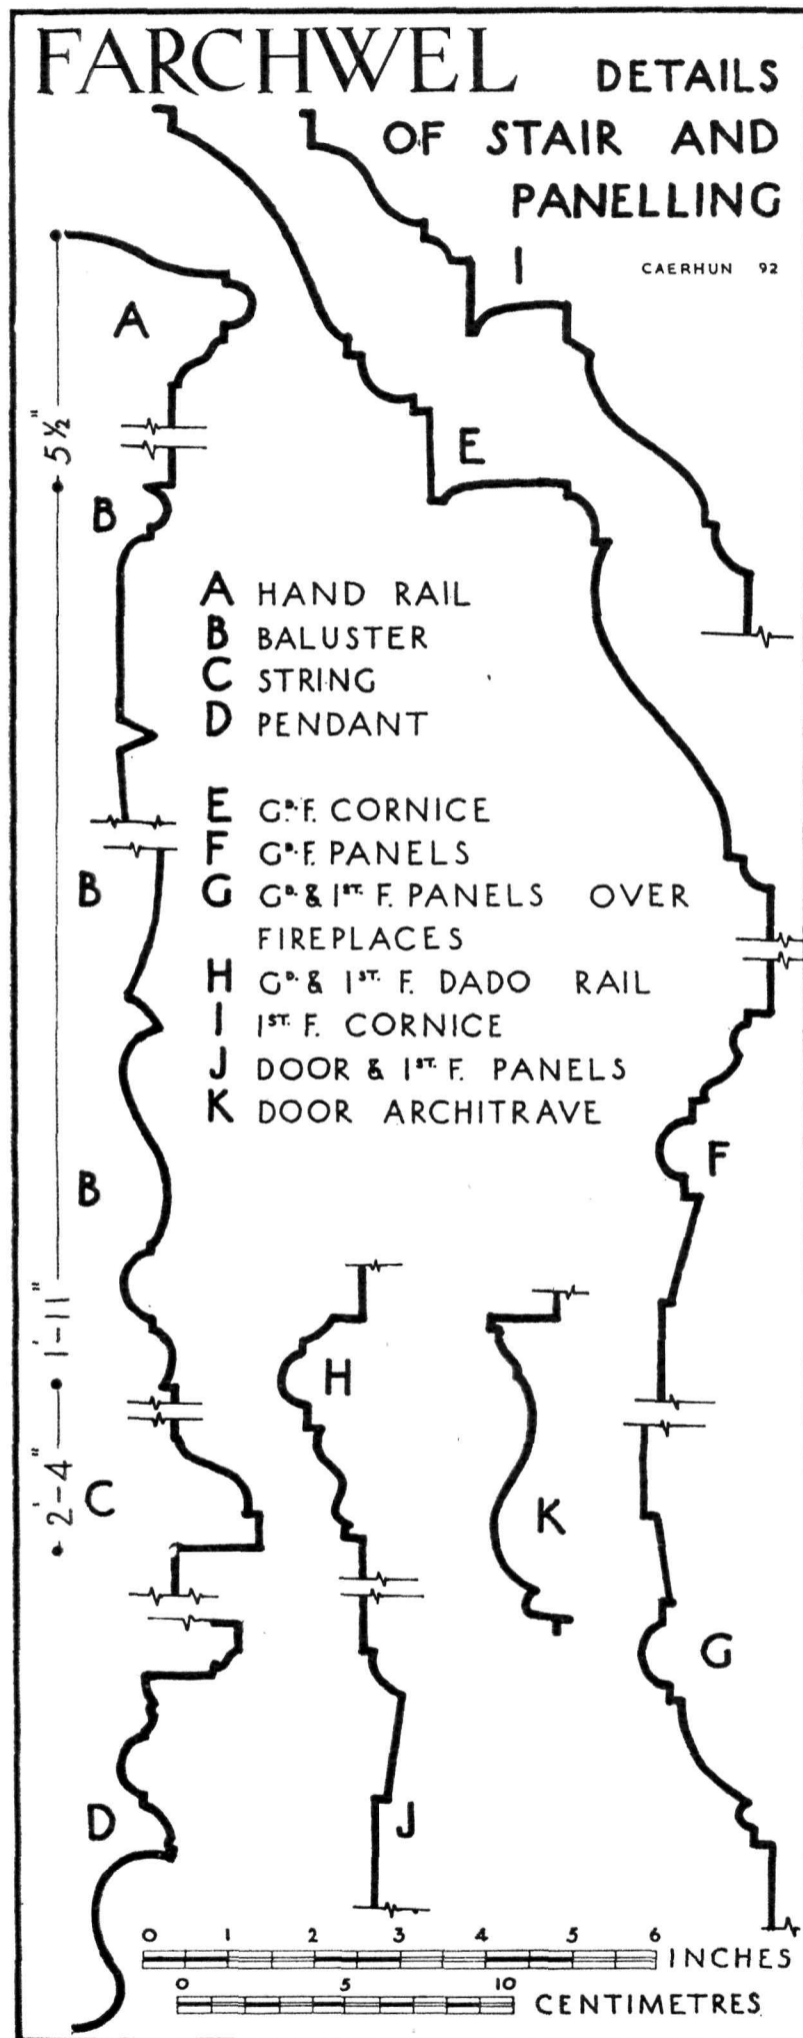 FARCHWEL DETAILS
OF STAIR AND
PANELLING
CAERHUN 92
I
A
5½"
E
B
A HAND RAIL
B BALUSTER
C STRING
D PENDANT
E Gᴰ. F. CORNICE
F Gᴰ. F. PANELS
G Gᴰ. & 1ˢᵀ. F. PANELS OVER
FIREPLACES
H Gᴰ. & 1ˢᵀ. F. DADO RAIL
I 1ˢᵀ. F. CORNICE
J DOOR & 1ˢᵀ. F. PANELS
K DOOR ARCHITRAVE
B
B
F
1'-11"
H
2'-4"
C
K
G
D
J
0 1 2 3 4 5 6
INCHES
0 5 10
CENTIMETRES